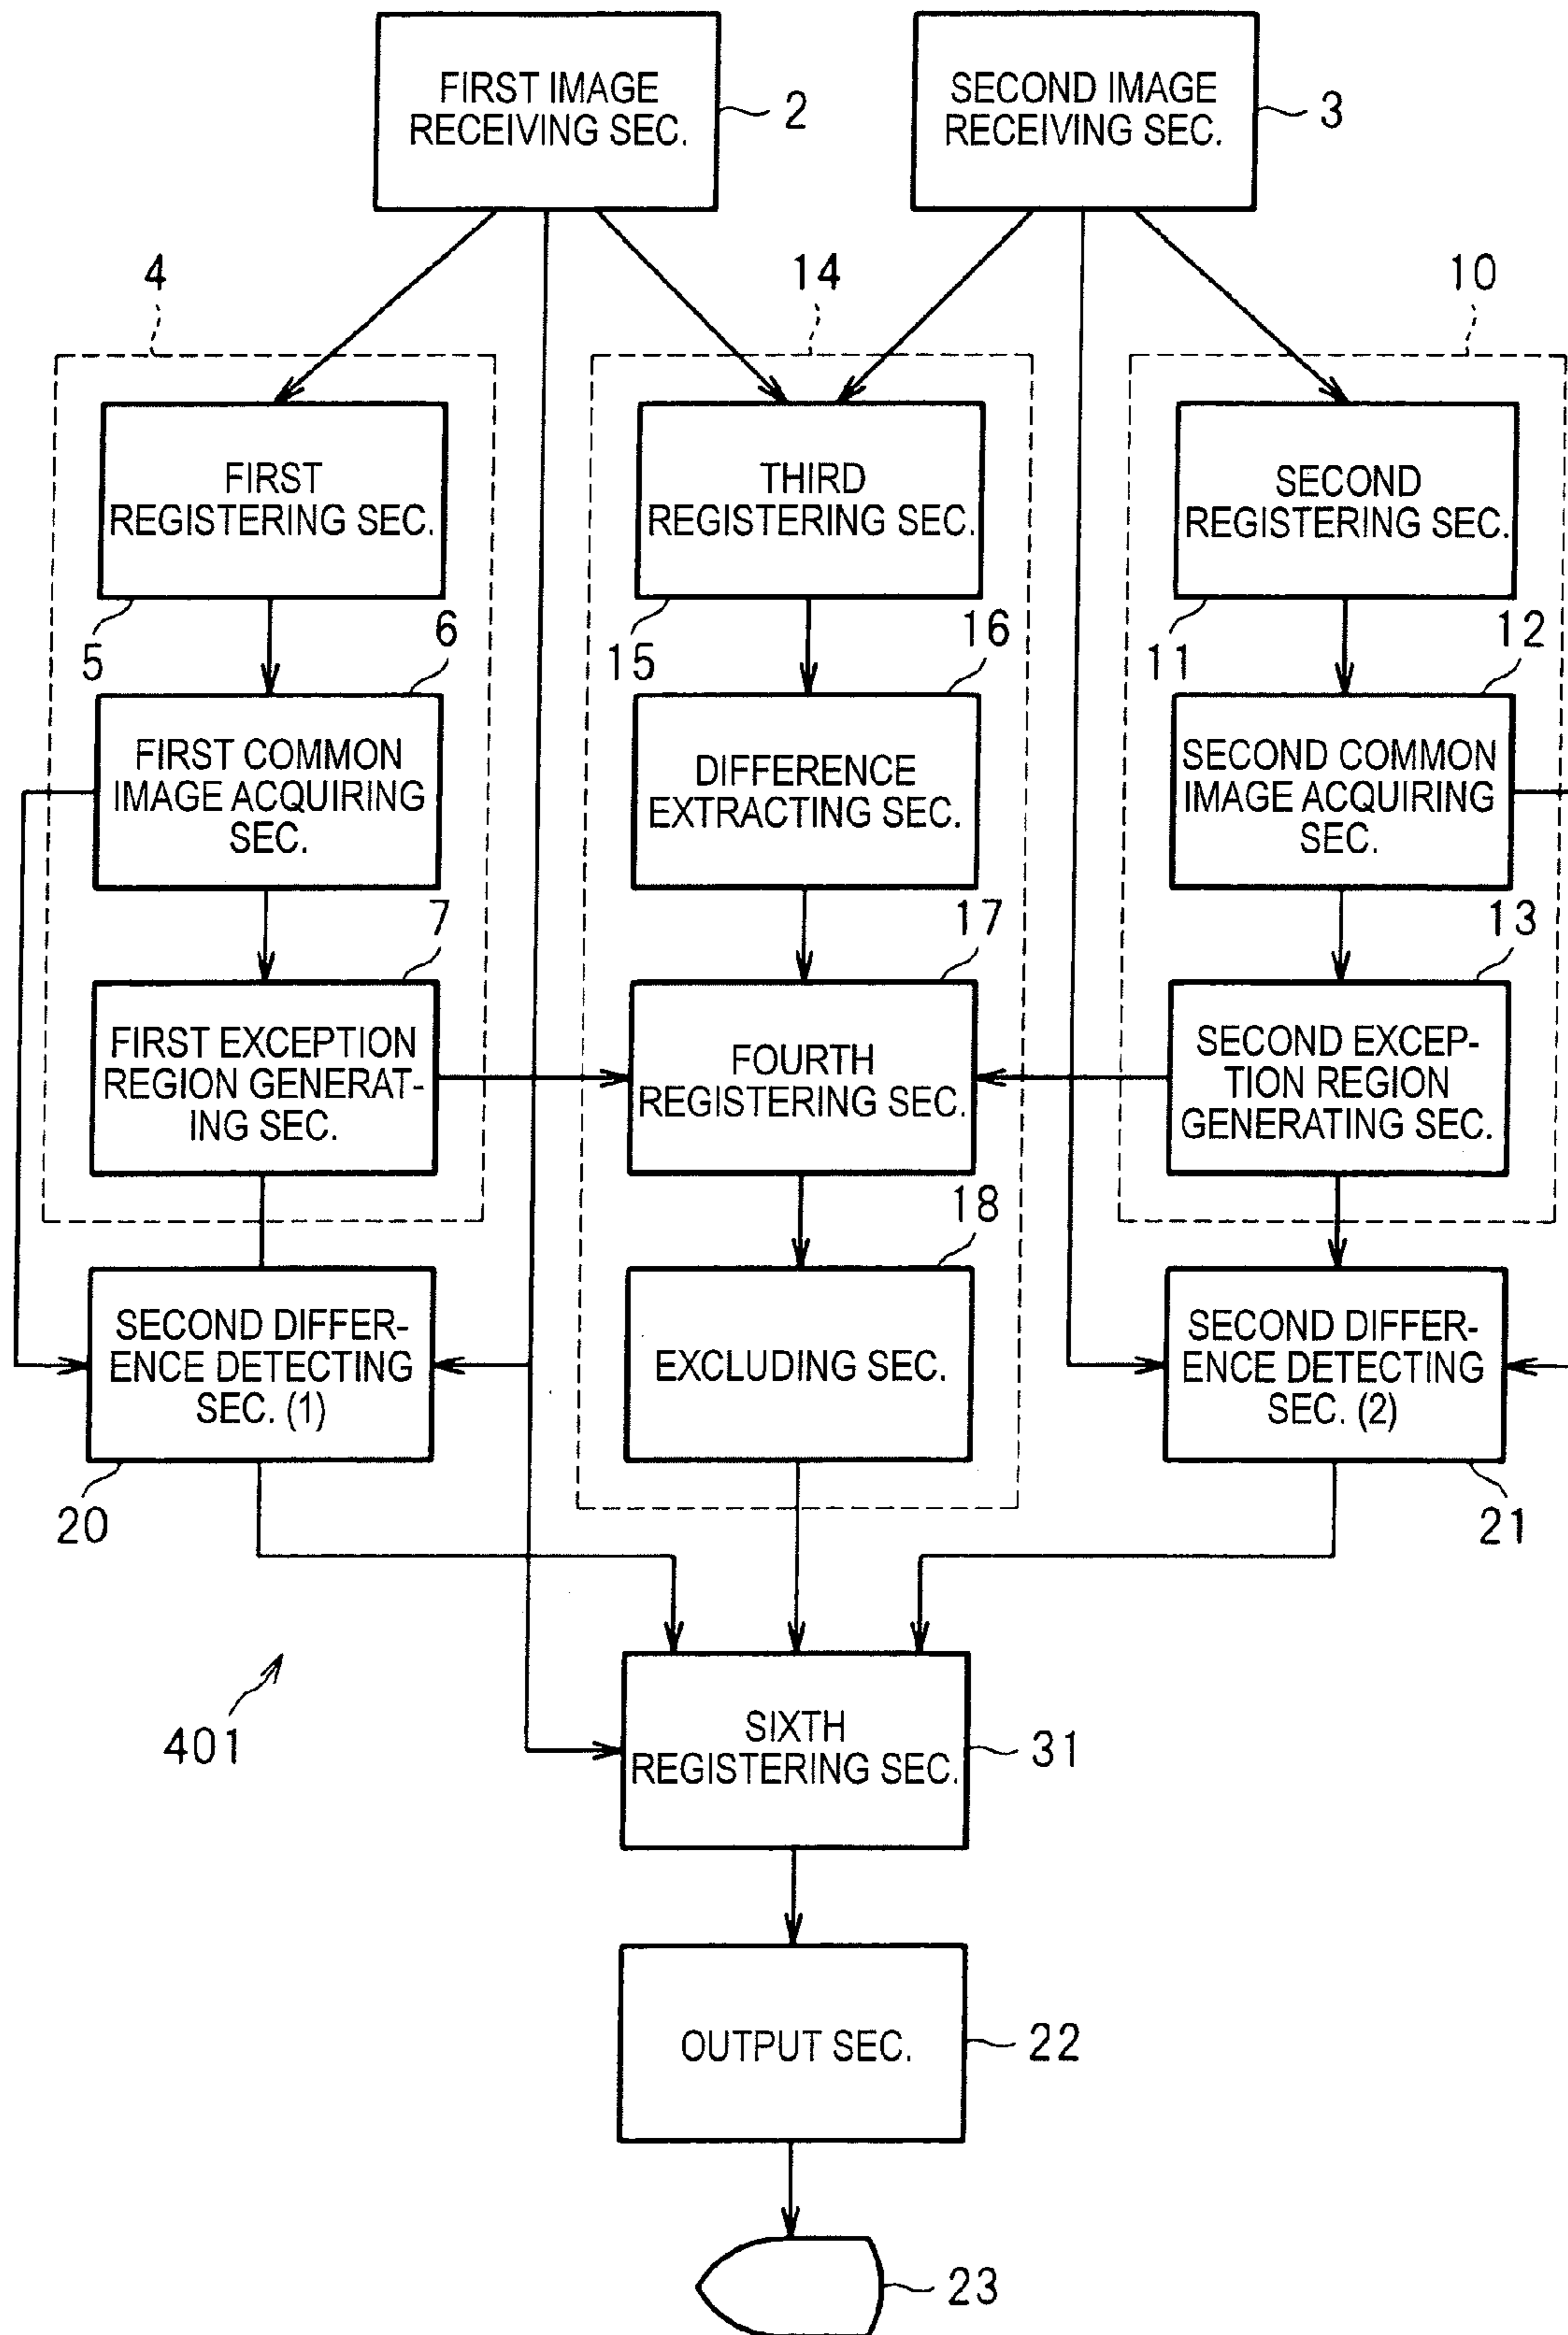 FIRST IMAGE
RECEIVING SEC.
2
SECOND IMAGE
RECEIVING SEC.
3
4
14
10
FIRST
REGISTERING SEC.
5
THIRD
REGISTERING SEC.
15
SECOND
REGISTERING SEC.
11
6
FIRST COMMON
IMAGE ACQUIRING
SEC.
16
DIFFERENCE
EXTRACTING SEC.
12
SECOND COMMON
IMAGE ACQUIRING
SEC.
7
FIRST EXCEPTION
REGION GENERAT-
ING SEC.
17
FOURTH
REGISTERING SEC.
13
SECOND EXCEP-
TION REGION
GENERATING SEC.
SECOND DIFFER-
ENCE DETECTING
SEC. (1)
20
18
EXCLUDING SEC.
SECOND DIFFER-
ENCE DETECTING
SEC. (2)
21
401
SIXTH
REGISTERING SEC.
31
OUTPUT SEC.
22
23